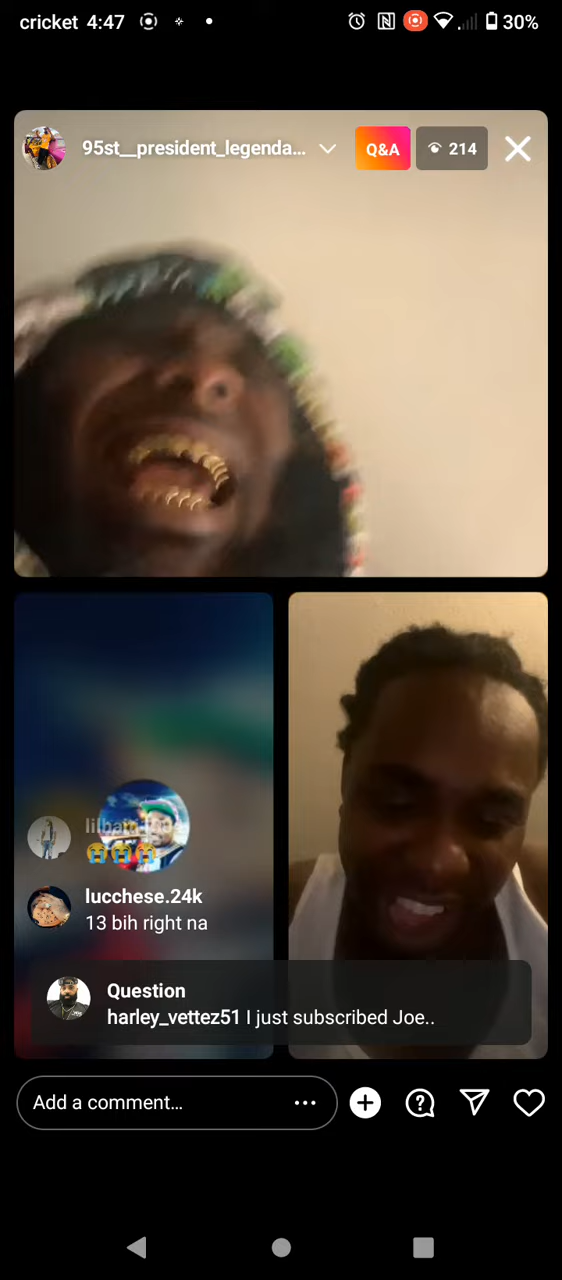 cricket 4:47 30%
95st__president_legenda... Q&A 214
😭😭😭
lucchese.24k
13 bih right na
Question
harley_vettez51 I just subscribed Joe..
Add a comment...